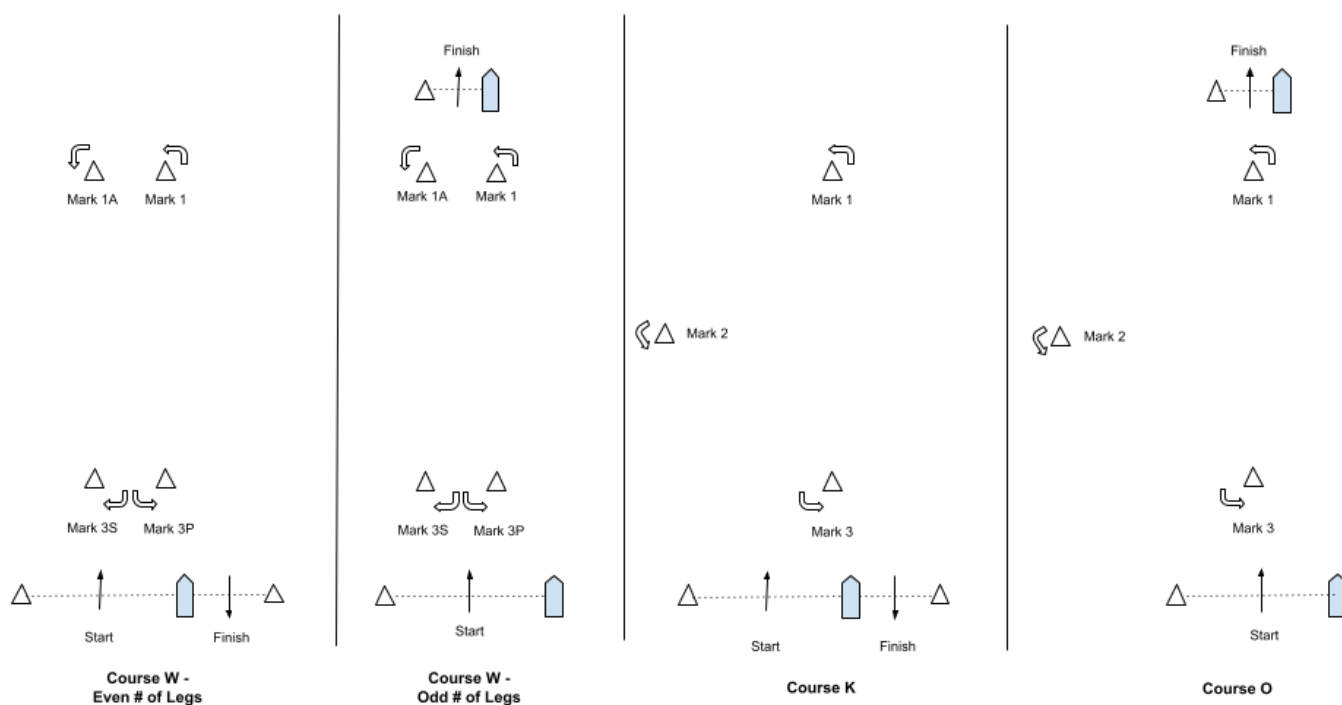 Mark 1A
Mark 1
Mark 3S
Mark 3P
Start
Finish
Course W -
Even # of Legs
Finish
Mark 1A
Mark 1
Mark 3S
Mark 3P
Start
Course W -
Odd # of Legs
Mark 1
Mark 2
Mark 3
Start
Finish
Course K
Finish
Mark 1
Mark 2
Mark 3
Start
Course O